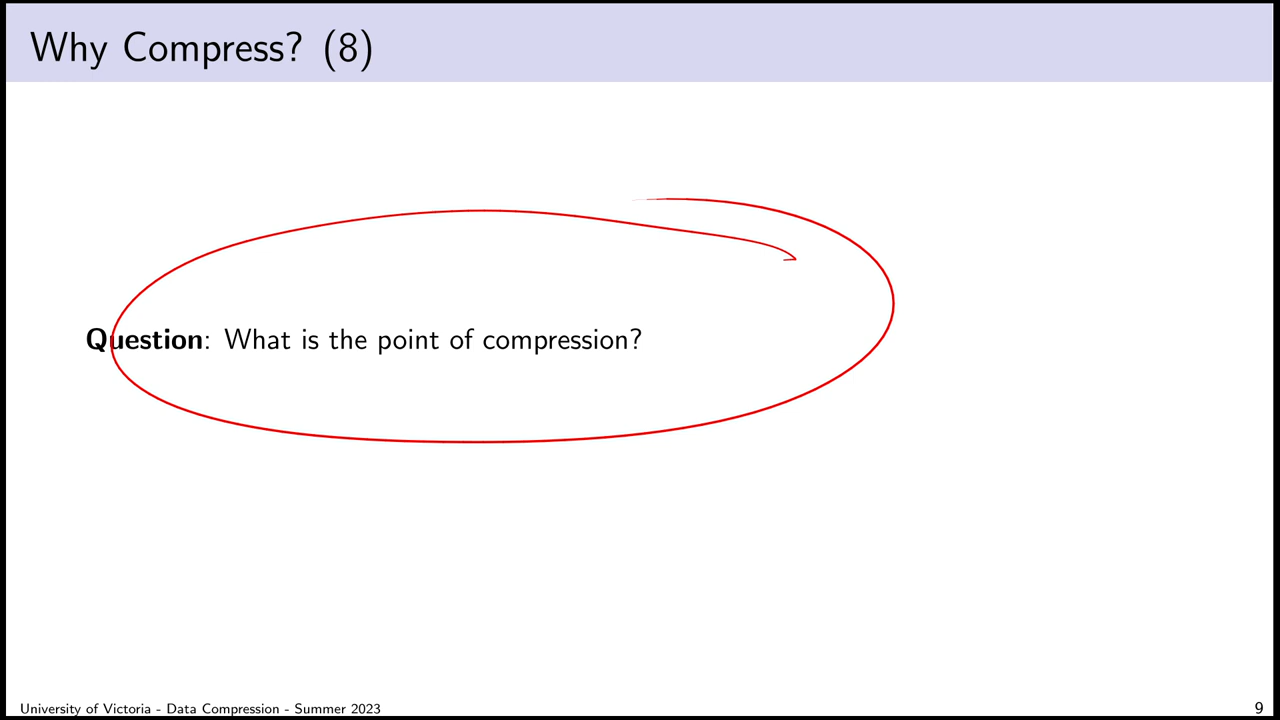 Why Compress? (8)
Question: What is the point of compression?
University of Victoria - Data Compression - Summer 2023
9